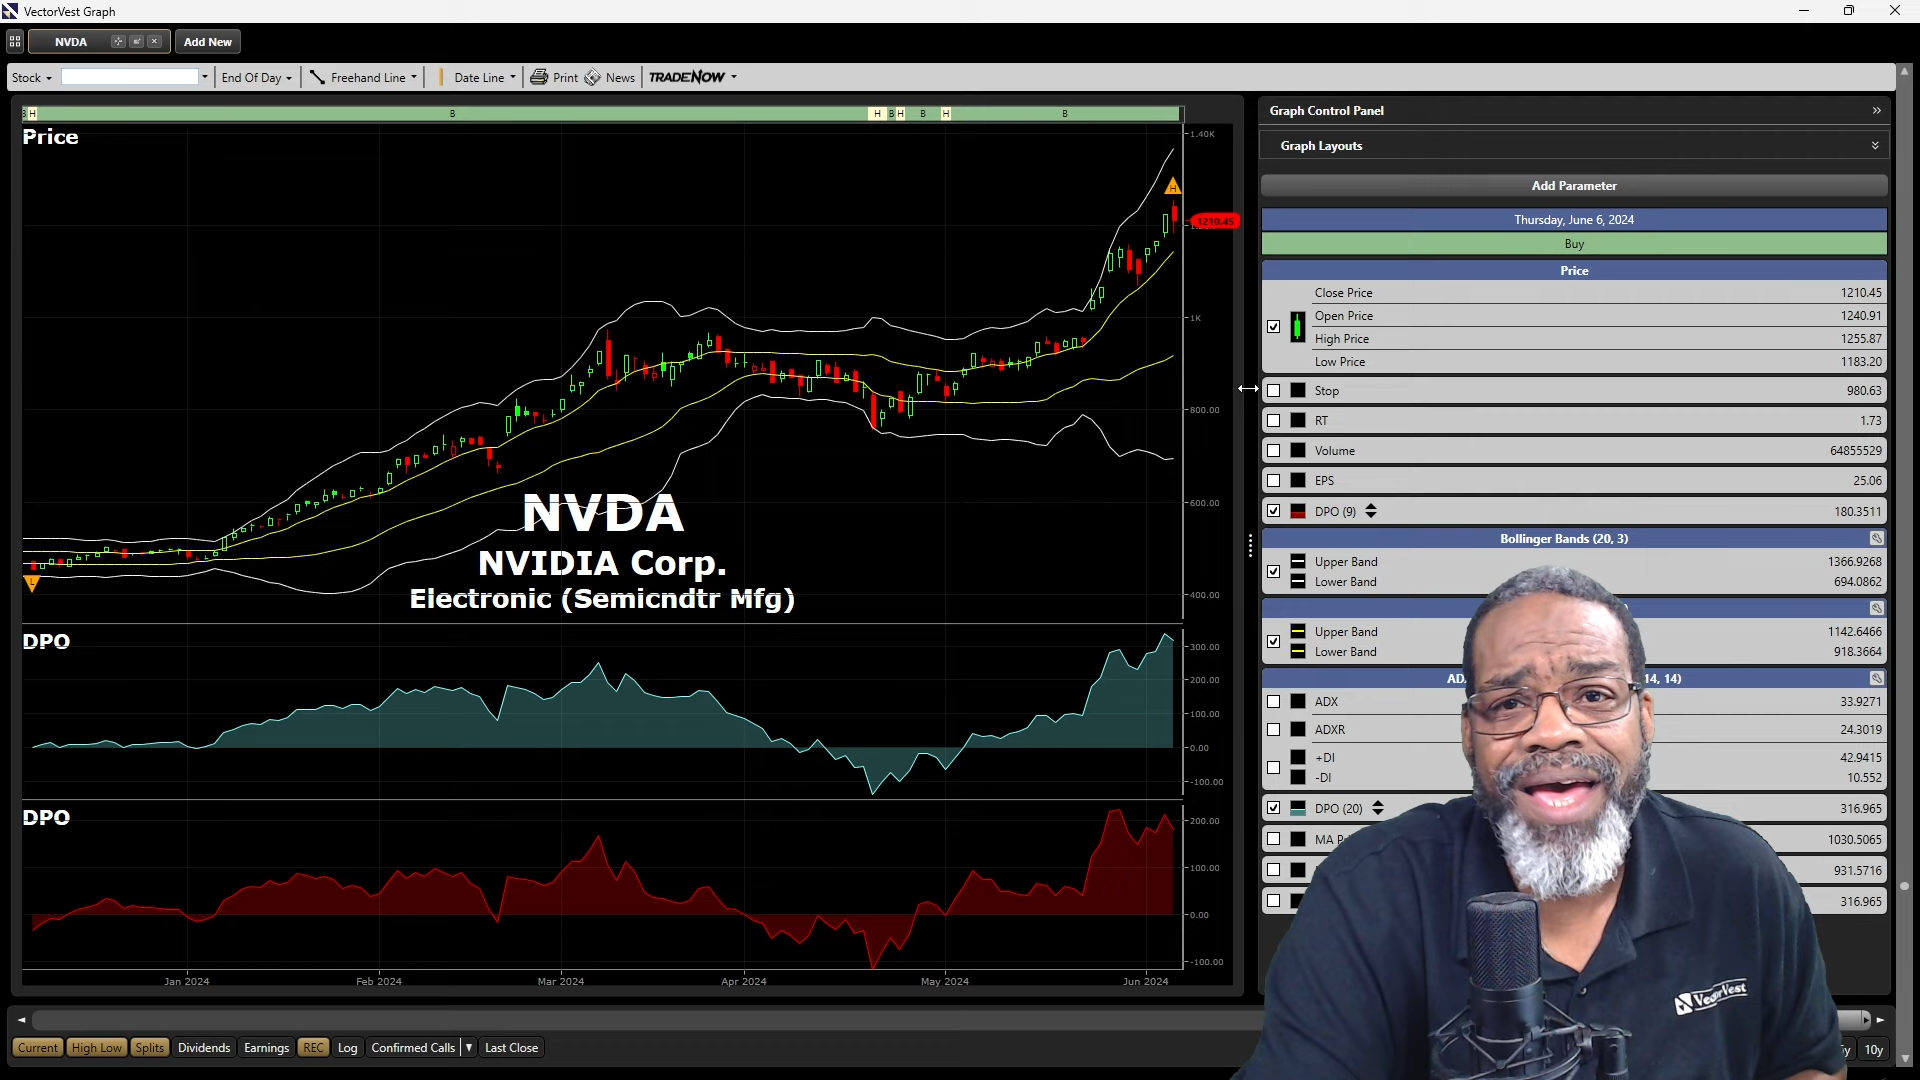 VectorVest Graph
NVDA
Add New
Stock
End Of Day
Freehand Line
Date Line
Print
News
TRADENOW
B H
B
H
B H
B
H
B
Price
1.40K
H
1210.45
1K
800.00
600.00
400.00
L
NVDA
NVIDIA Corp.
Electronic (Semicndtr Mfg)
DPO
300.00
200.00
100.00
0.00
-100.00
DPO
200.00
100.00
0.00
-100.00
Jan 2024 Feb 2024 Mar 2024 Apr 2024 May 2024 Jun 2024
Current High Low Splits Dividends Earnings REC Log Confirmed Calls Last Close
10y
Graph Control Panel
Graph Layouts
Add Parameter
Thursday, June 6, 2024
Buy
Price
Close Price 1210.45
Open Price 1240.91
High Price 1255.87
Low Price 1183.20
Stop 980.63
RT 1.73
Volume 64855529
EPS 25.06
DPO (9) 180.3511
Bollinger Bands (20, 3)
Upper Band 1366.9268
Lower Band 694.0862
Upper Band 1142.6466
Lower Band 918.3664
14, 14)
ADX 33.9271
ADXR 24.3019
+DI 42.9415
-DI 10.552
DPO (20) 316.965
MA 1030.5065
931.5716
316.965
VectorVest